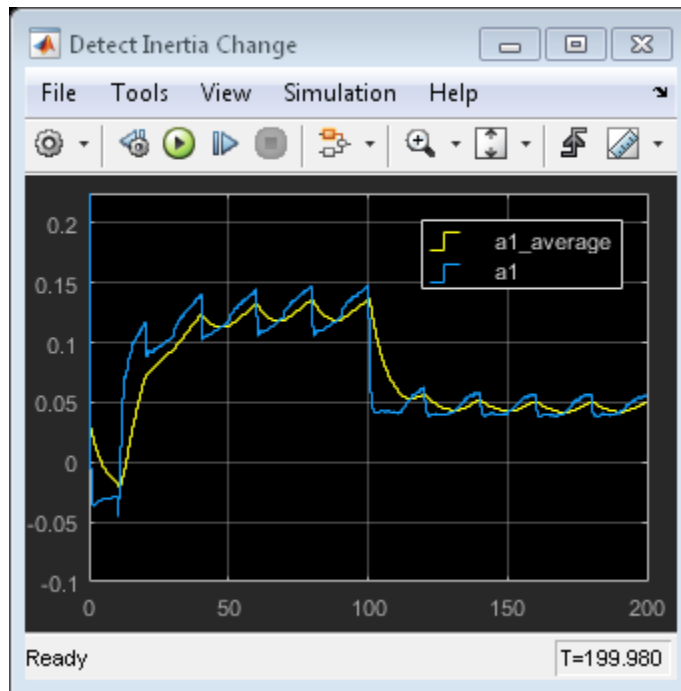 Detect Inertia Change
File Tools View Simulation Help
0.2
0.15
0.1
0.05
0
-0.05
-0.1
a1_average
a1
0 50 100 150 200
Ready T=199.980